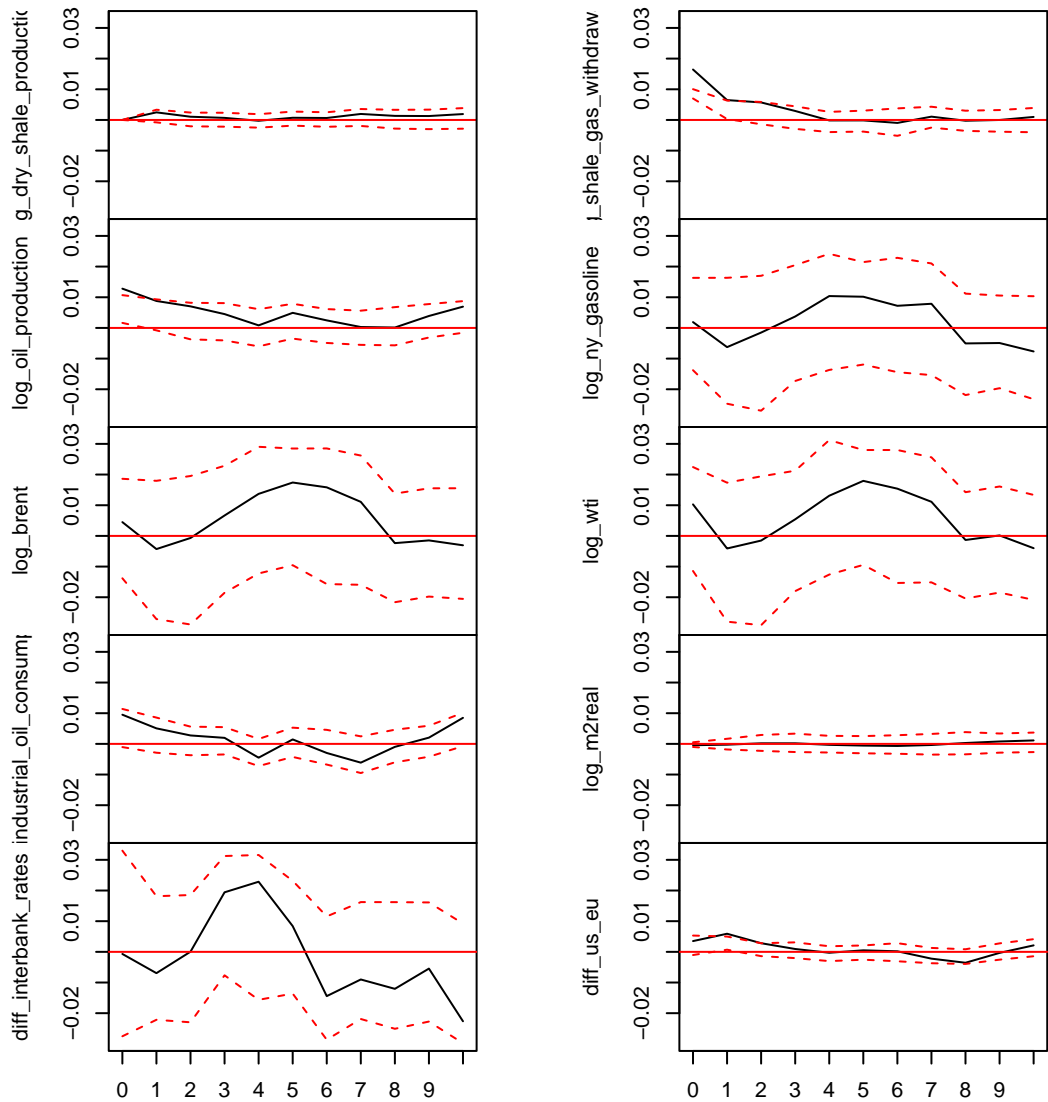 g_dry_shale_productio
-0.02 0.01 0.03
g_shale_gas_withdraw
-0.02 0.01 0.03
log_oil_production
-0.02 0.01 0.03
log_ny_gasoline
-0.02 0.01 0.03
log_brent
-0.02 0.01 0.03
log_wti
-0.02 0.01 0.03
industrial_oil_consump
-0.02 0.01 0.03
log_m2real
-0.02 0.01 0.03
diff_interbank_rates
-0.02 0.01 0.03
diff_us_eu
-0.02 0.01 0.03
0 1 2 3 4 5 6 7 8 9
0 1 2 3 4 5 6 7 8 9